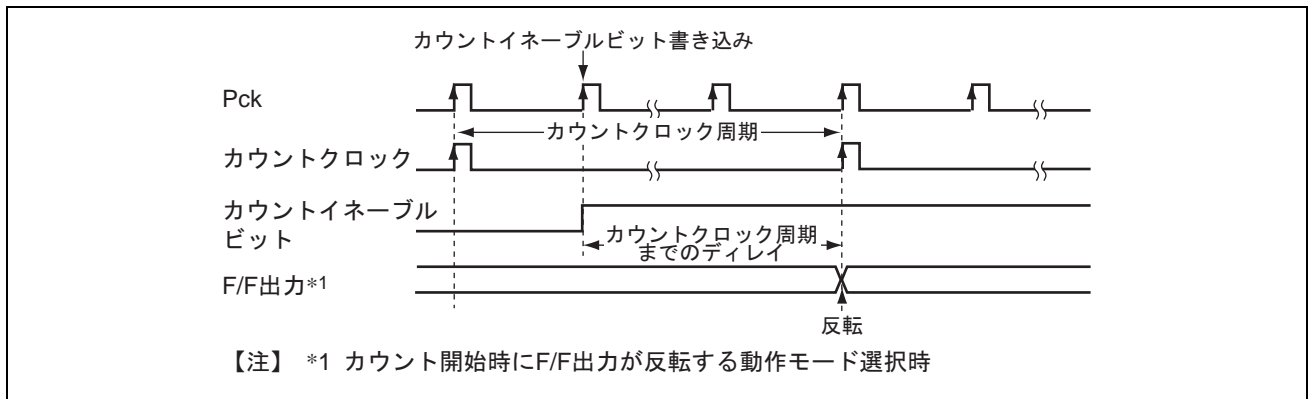 カウントイネーブルビット書き込み
Pck
カウントクロック周期
カウントクロック
カウントイネーブル
ビット
カウントクロック周期
までのディレイ
F/F出力*1
反転
【注】 *1 カウント開始時にF/F出力が反転する動作モード選択時